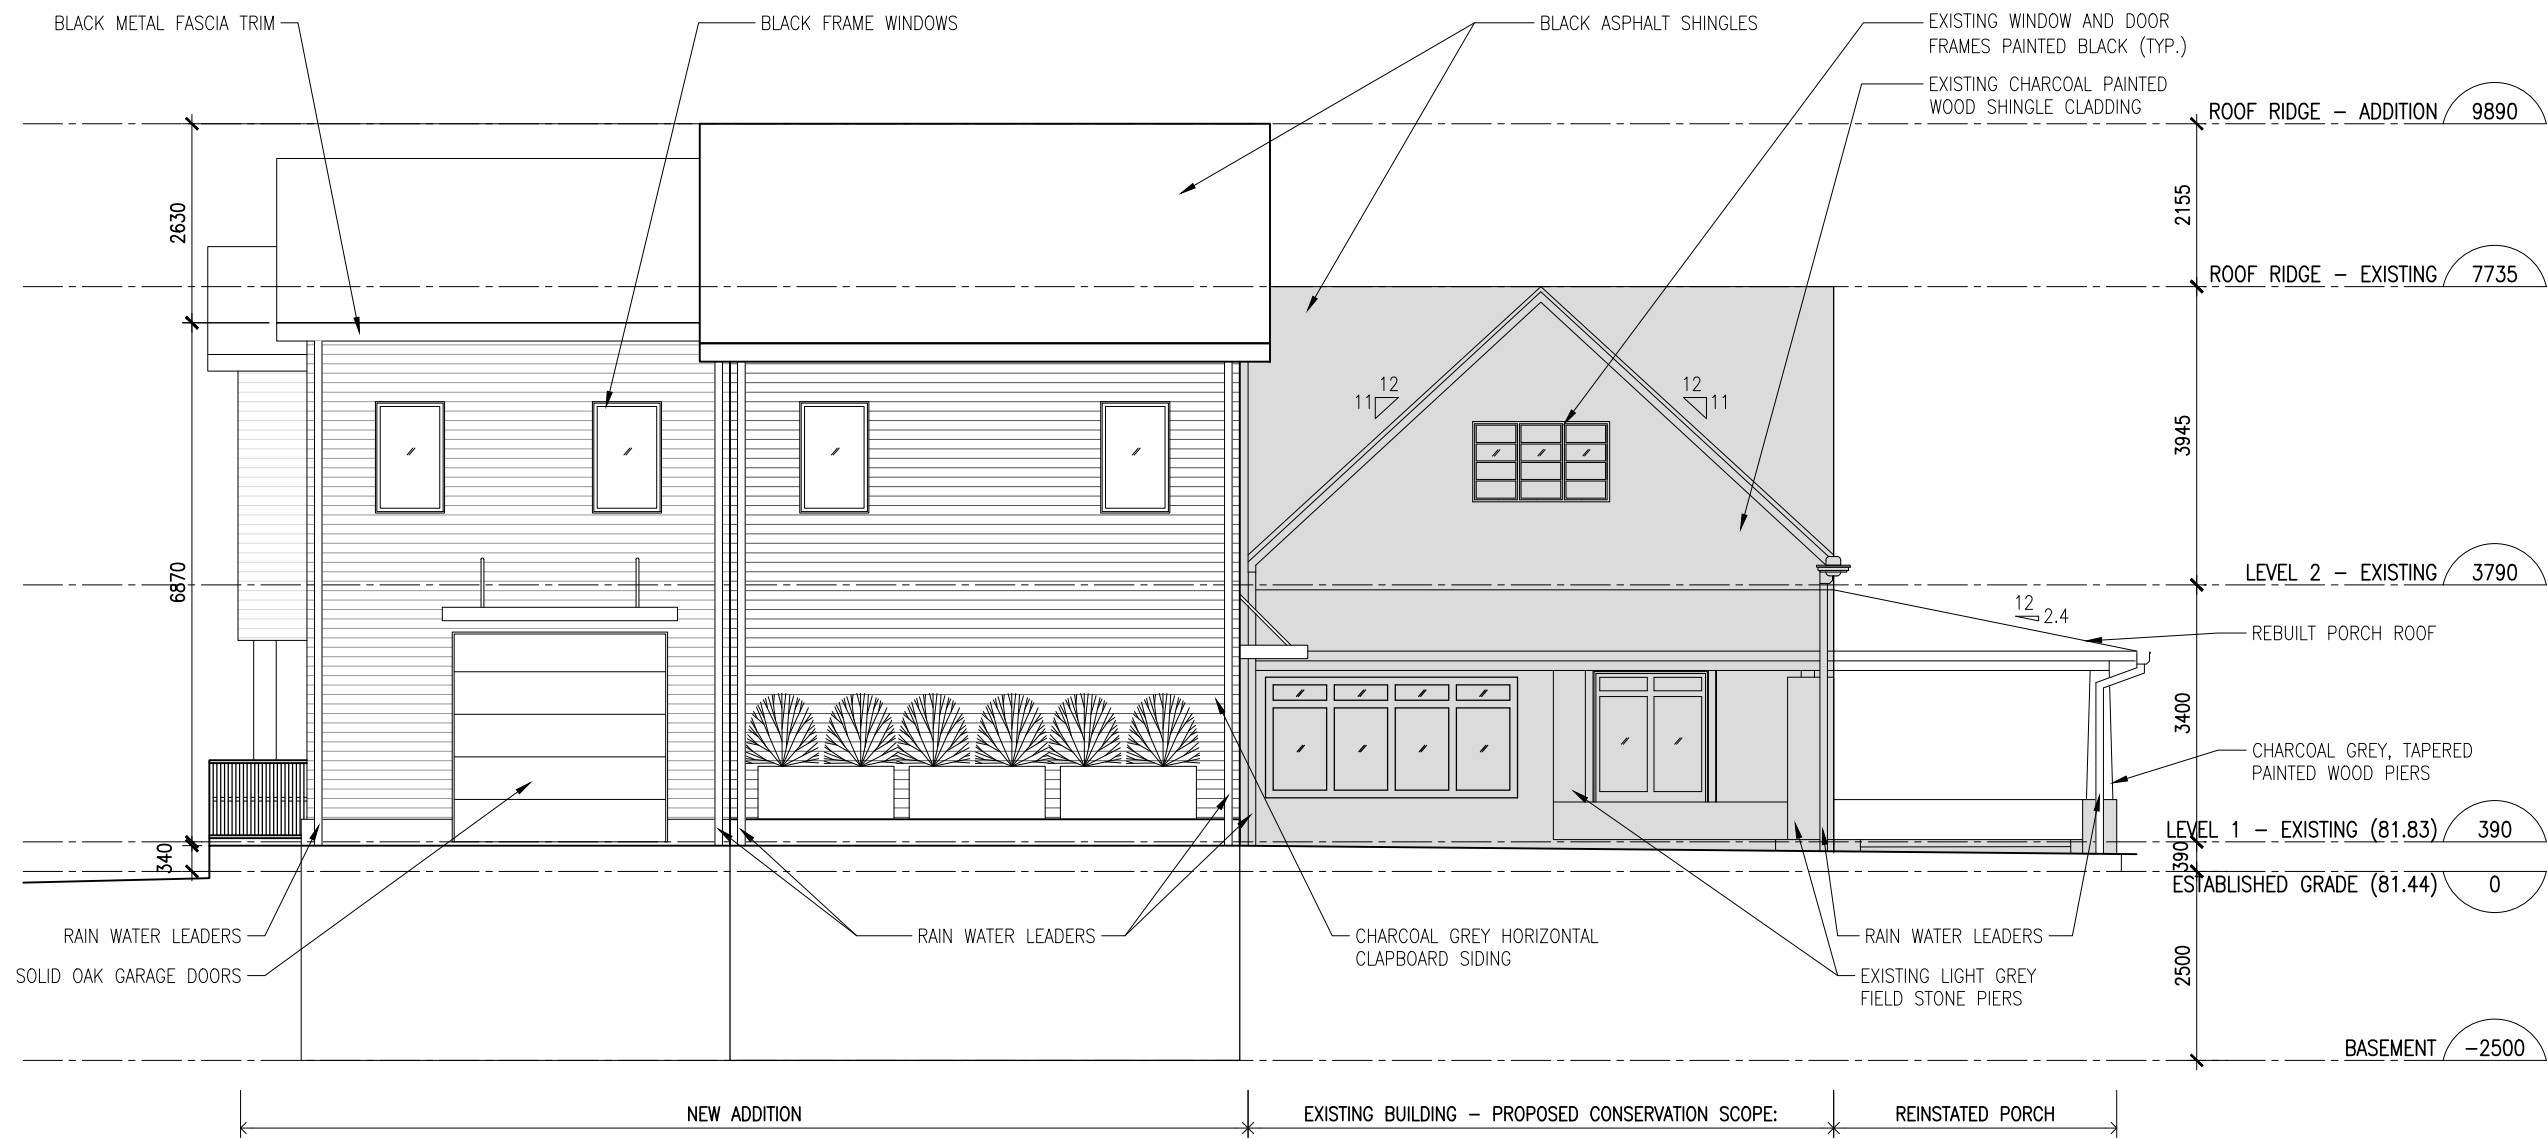 BLACK METAL FASCIA TRIM
BLACK FRAME WINDOWS
BLACK ASPHALT SHINGLES
EXISTING WINDOW AND DOOR
FRAMES PAINTED BLACK (TYP.)
EXISTING CHARCOAL PAINTED
WOOD SHINGLE CLADDING
ROOF RIDGE – ADDITION 9890
2630
2155
ROOF RIDGE – EXISTING 7735
12
11
12
11
3945
6870
LEVEL 2 – EXISTING 3790
12
2.4
REBUILT PORCH ROOF
3400
CHARCOAL GREY, TAPERED
PAINTED WOOD PIERS
LEVEL 1 – EXISTING (81.83) 390
340
390
ESTABLISHED GRADE (81.44) 0
RAIN WATER LEADERS
RAIN WATER LEADERS
CHARCOAL GREY HORIZONTAL
CLAPBOARD SIDING
RAIN WATER LEADERS
SOLID OAK GARAGE DOORS
EXISTING LIGHT GREY
FIELD STONE PIERS
2500
BASEMENT –2500
NEW ADDITION
EXISTING BUILDING – PROPOSED CONSERVATION SCOPE:
REINSTATED PORCH